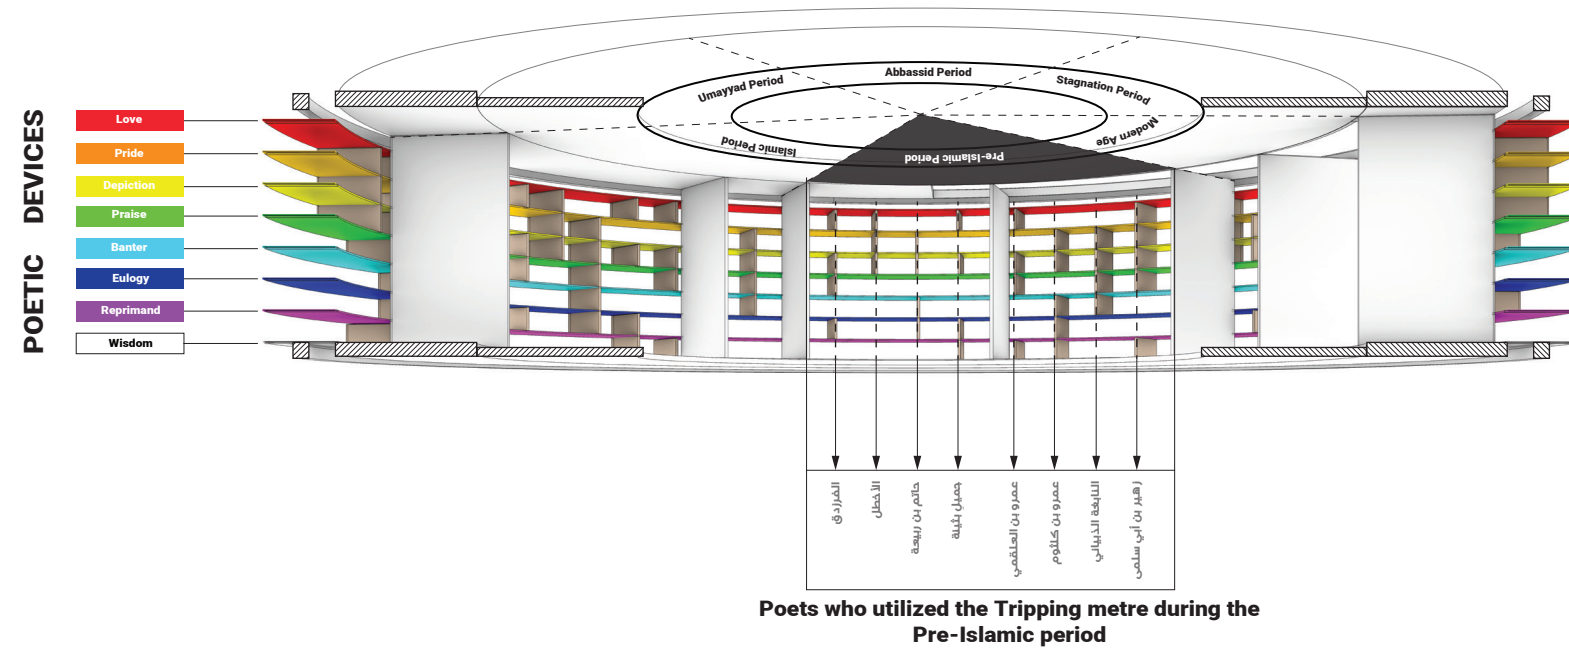 POETIC DEVICES
Love
Pride
Depiction
Praise
Banter
Eulogy
Reprimand
Wisdom
Umayyad Period
Abbassid Period
Stagnation Period
Modern Age
Pre-Islamic Period
Islamic Period
الفرزدق
الأخطل
حاتم بن ربيعة
جميل بثينة
عمرو بن العلقمي
عمرو بن كلثوم
النابغة الذبياني
زهير بن أبي سلمى
Poets who utilized the Tripping metre during the
Pre-Islamic period